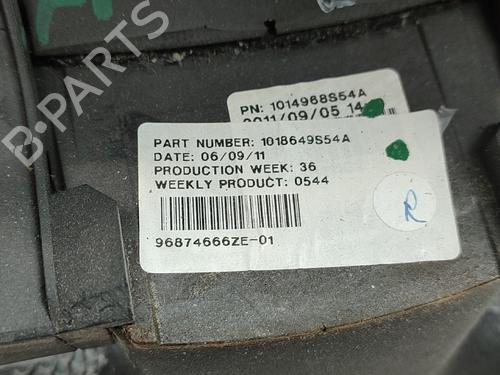 B-PARTS
PN: 1014968S54A
2011/09/05 14
PART NUMBER: 1018649S54A
DATE: 06/09/11
PRODUCTION WEEK: 36
WEEKLY PRODUCT: 0544
96874666ZE-01
R